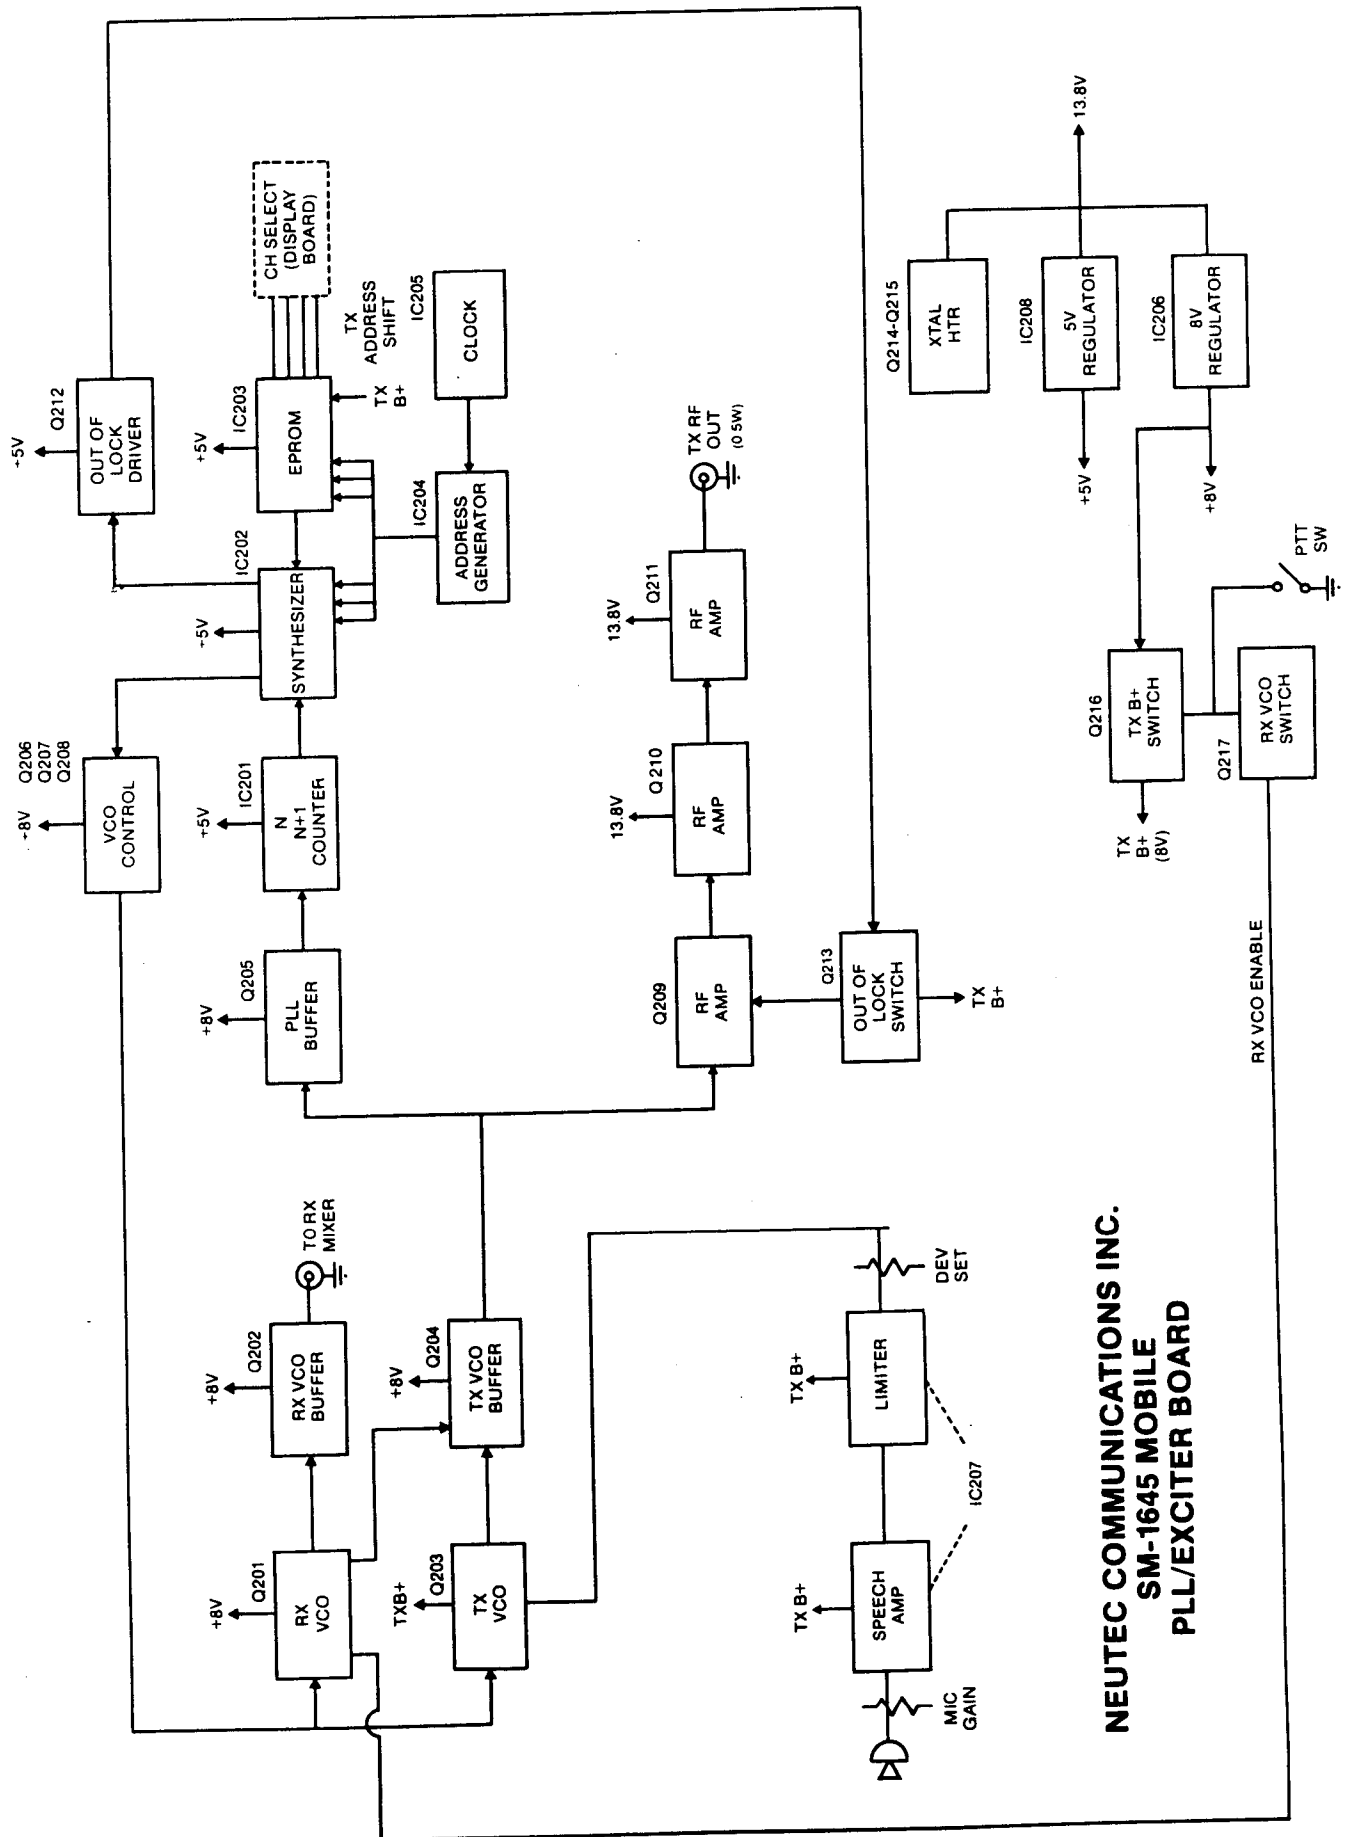 +8V
Q201
RX
VCO
+8V
Q202
RX VCO
BUFFER
TO RX
MIXER
TXB+
Q203
TX
VCO
+8V
Q204
TX VCO
BUFFER
+8V
Q206
Q207
Q208
VCO
CONTROL
+8V
Q205
PLL
BUFFER
+5V
IC201
N
N+1
COUNTER
+5V
IC202
SYNTHESIZER
+5V
Q212
OUT OF
LOCK
DRIVER
+5V
IC203
EPROM
CH SELECT
(DISPLAY
BOARD)
TX
B+
TX
ADDRESS
SHIFT
IC204
ADDRESS
GENERATOR
IC205
CLOCK
Q209
RF
AMP
13.8V
Q210
RF
AMP
13.8V
Q211
RF
AMP
TX RF
OUT
(0.5W)
Q213
OUT OF
LOCK
SWITCH
TX
B+
MIC
GAIN
TX B+
SPEECH
AMP
TX B+
LIMITER
IC207
DEV
SET
Q214-Q215
XTAL
HTR
13.8V
IC208
5V
REGULATOR
+5V
IC206
8V
REGULATOR
+8V
Q216
TX B+
SWITCH
TX
B+
(8V)
PTT
SW
Q217
RX VCO
SWITCH
RX VCO ENABLE
NEUTEC COMMUNICATIONS INC.
SM-1645 MOBILE
PLL/EXCITER BOARD